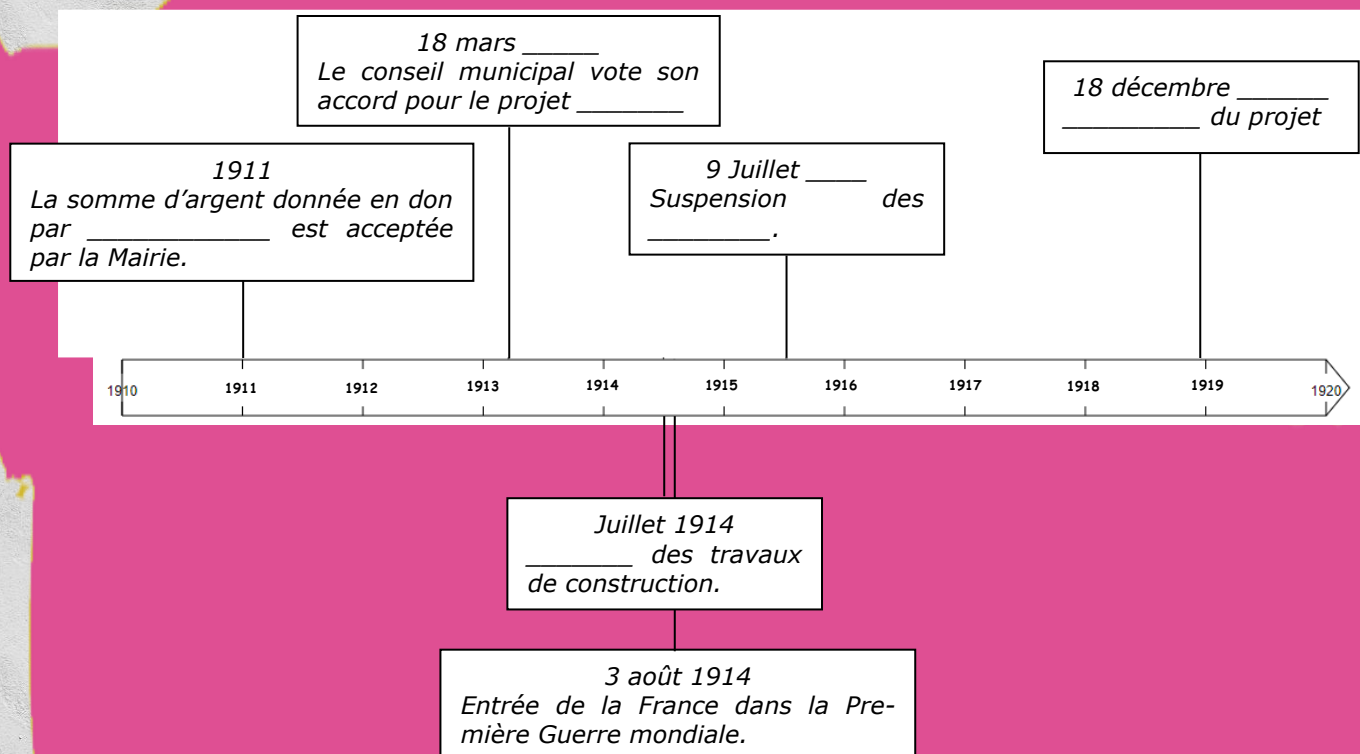 18 mars _____
Le conseil municipal vote son
accord pour le projet ________
18 décembre _______
__________ du projet
1911
La somme d’argent donnée en don
par _____________ est acceptée
par la Mairie.
9 Juillet ____
Suspension des
_________.
1910 1911 1912 1913 1914 1915 1916 1917 1918 1919 1920
Juillet 1914
________ des travaux
de construction.
3 août 1914
Entrée de la France dans la Pre-
mière Guerre mondiale.